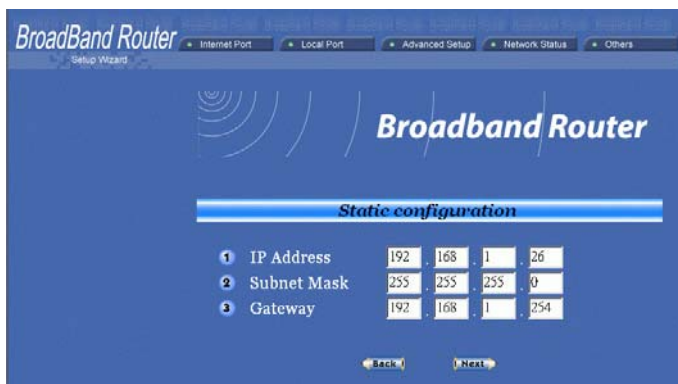 BroadBand Router
Internet Port
Local Port
Advanced Setup
Network Status
Others
Setup Wizard
Broadband Router
Static configuration
1 IP Address 192 . 168 . 1 . 26
2 Subnet Mask 255 . 255 . 255 . 0
3 Gateway 192 . 168 . 1 . 254
Back Next